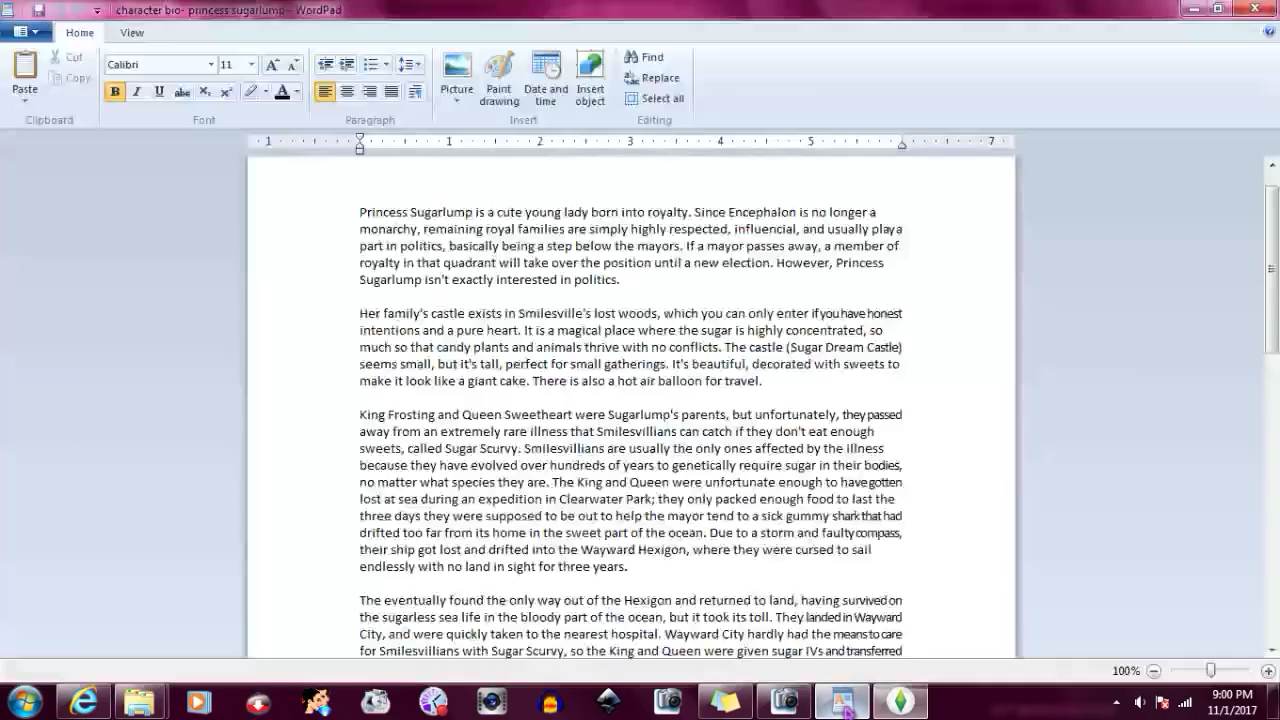 character bio- princess sugarlump - WordPad
Home View
Paste
Cut
Copy
Clipboard
Calibri 11
B I U abc X₂ X² A
Font
Paragraph
Picture
Paint drawing
Date and time
Insert object
Insert
Find
Replace
Select all
Editing
1 1 2 3 4 5 7
Princess Sugarlump is a cute young lady born into royalty. Since Encephalon is no longer a
monarchy, remaining royal families are simply highly respected, influencial, and usually play a
part in politics, basically being a step below the mayors. If a mayor passes away, a member of
royalty in that quadrant will take over the position until a new election. However, Princess
Sugarlump isn't exactly interested in politics.
Her family's castle exists in Smilesville's lost woods, which you can only enter if you have honest
intentions and a pure heart. It is a magical place where the sugar is highly concentrated, so
much so that candy plants and animals thrive with no conflicts. The castle (Sugar Dream Castle)
seems small, but it's tall, perfect for small gatherings. It's beautiful, decorated with sweets to
make it look like a giant cake. There is also a hot air balloon for travel.
King Frosting and Queen Sweetheart were Sugarlump's parents, but unfortunately, they passed
away from an extremely rare illness that Smilesvillians can catch if they don't eat enough
sweets, called Sugar Scurvy. Smilesvillians are usually the only ones affected by the illness
because they have evolved over hundreds of years to genetically require sugar in their bodies,
no matter what species they are. The King and Queen were unfortunate enough to have gotten
lost at sea during an expedition in Clearwater Park; they only packed enough food to last the
three days they were supposed to be out to help the mayor tend to a sick gummy shark that had
drifted too far from its home in the sweet part of the ocean. Due to a storm and faulty compass,
their ship got lost and drifted into the Wayward Hexigon, where they were cursed to sail
endlessly with no land in sight for three years.
The eventually found the only way out of the Hexigon and returned to land, having survived on
the sugarless sea life in the bloody part of the ocean, but it took its toll. They landed in Wayward
City, and were quickly taken to the nearest hospital. Wayward City hardly had the means to care
for Smilesvillians with Sugar Scurvy, so the King and Queen were given sugar IVs and transferred
100%
9:00 PM
11/1/2017